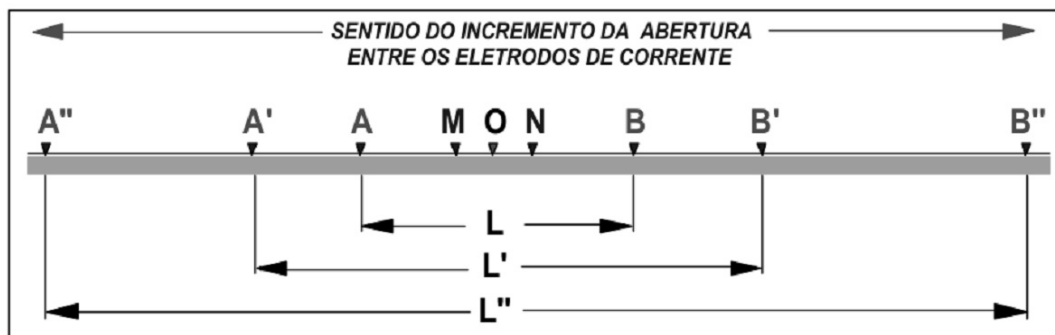 SENTIDO DO INCREMENTO DA ABERTURA
ENTRE OS ELETRODOS DE CORRENTE
A" A' A M O N B B' B"
L
L'
L"